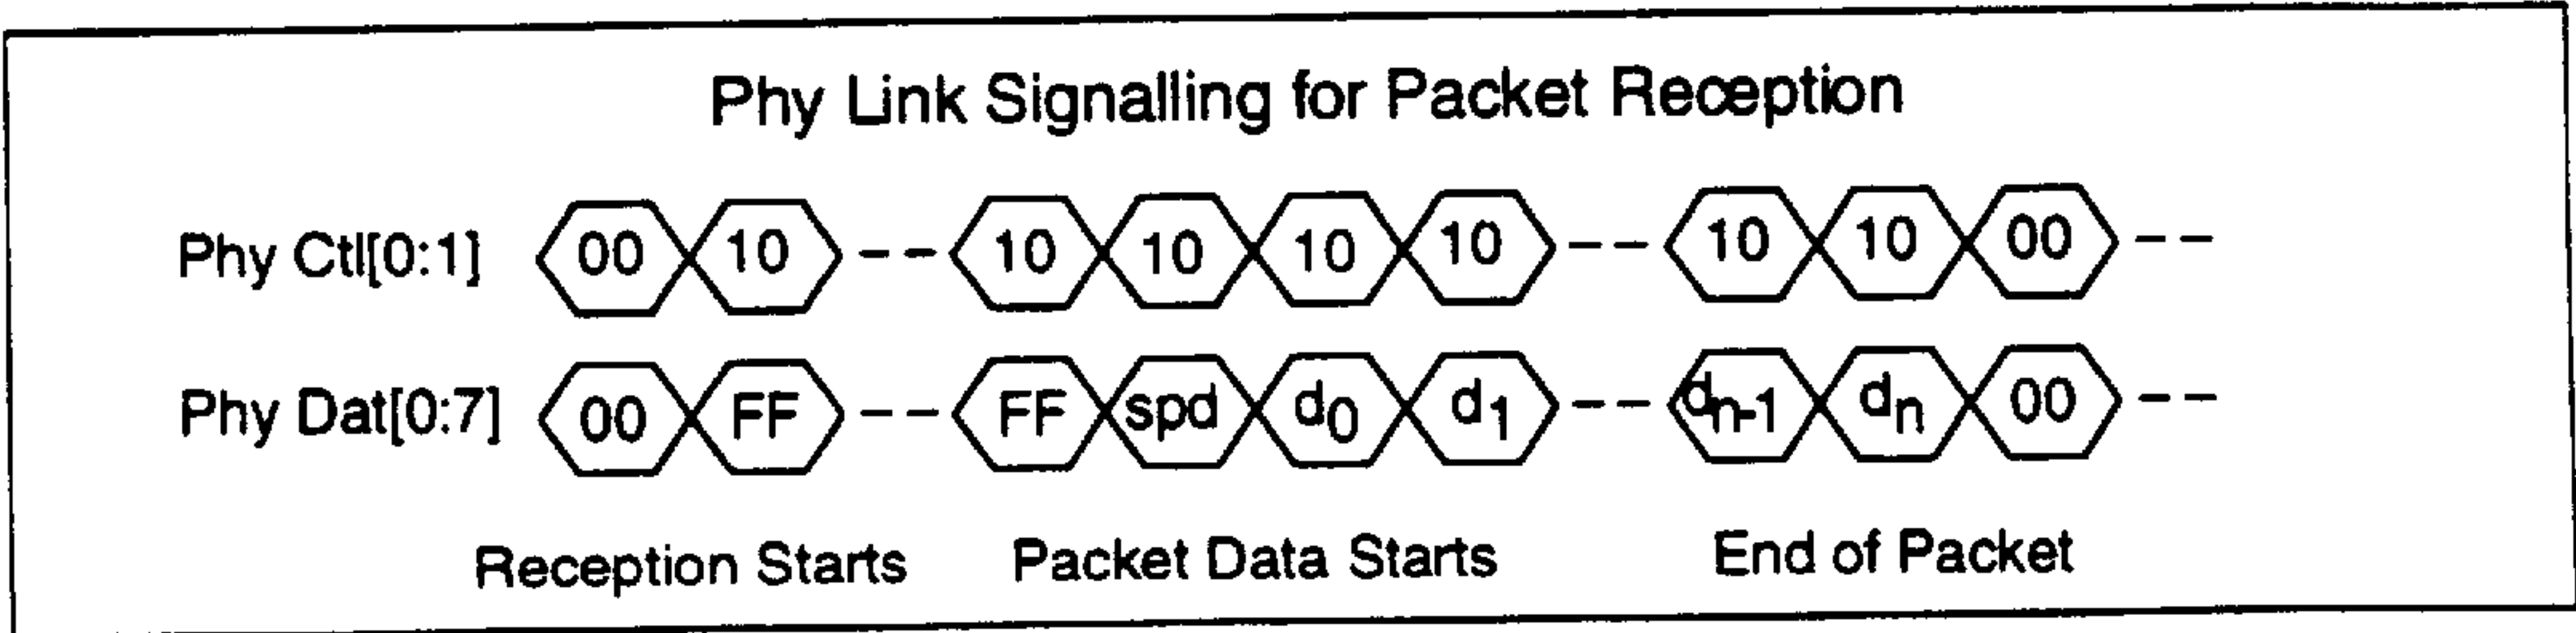 Phy Link Signalling for Packet Reception
Phy Ctl[0:1] 00 10 -- 10 10 10 10 -- 10 10 00 --
Phy Dat[0:7] 00 FF -- FF spd d0 d1 -- dn-1 dn 00 --
Reception Starts Packet Data Starts End of Packet